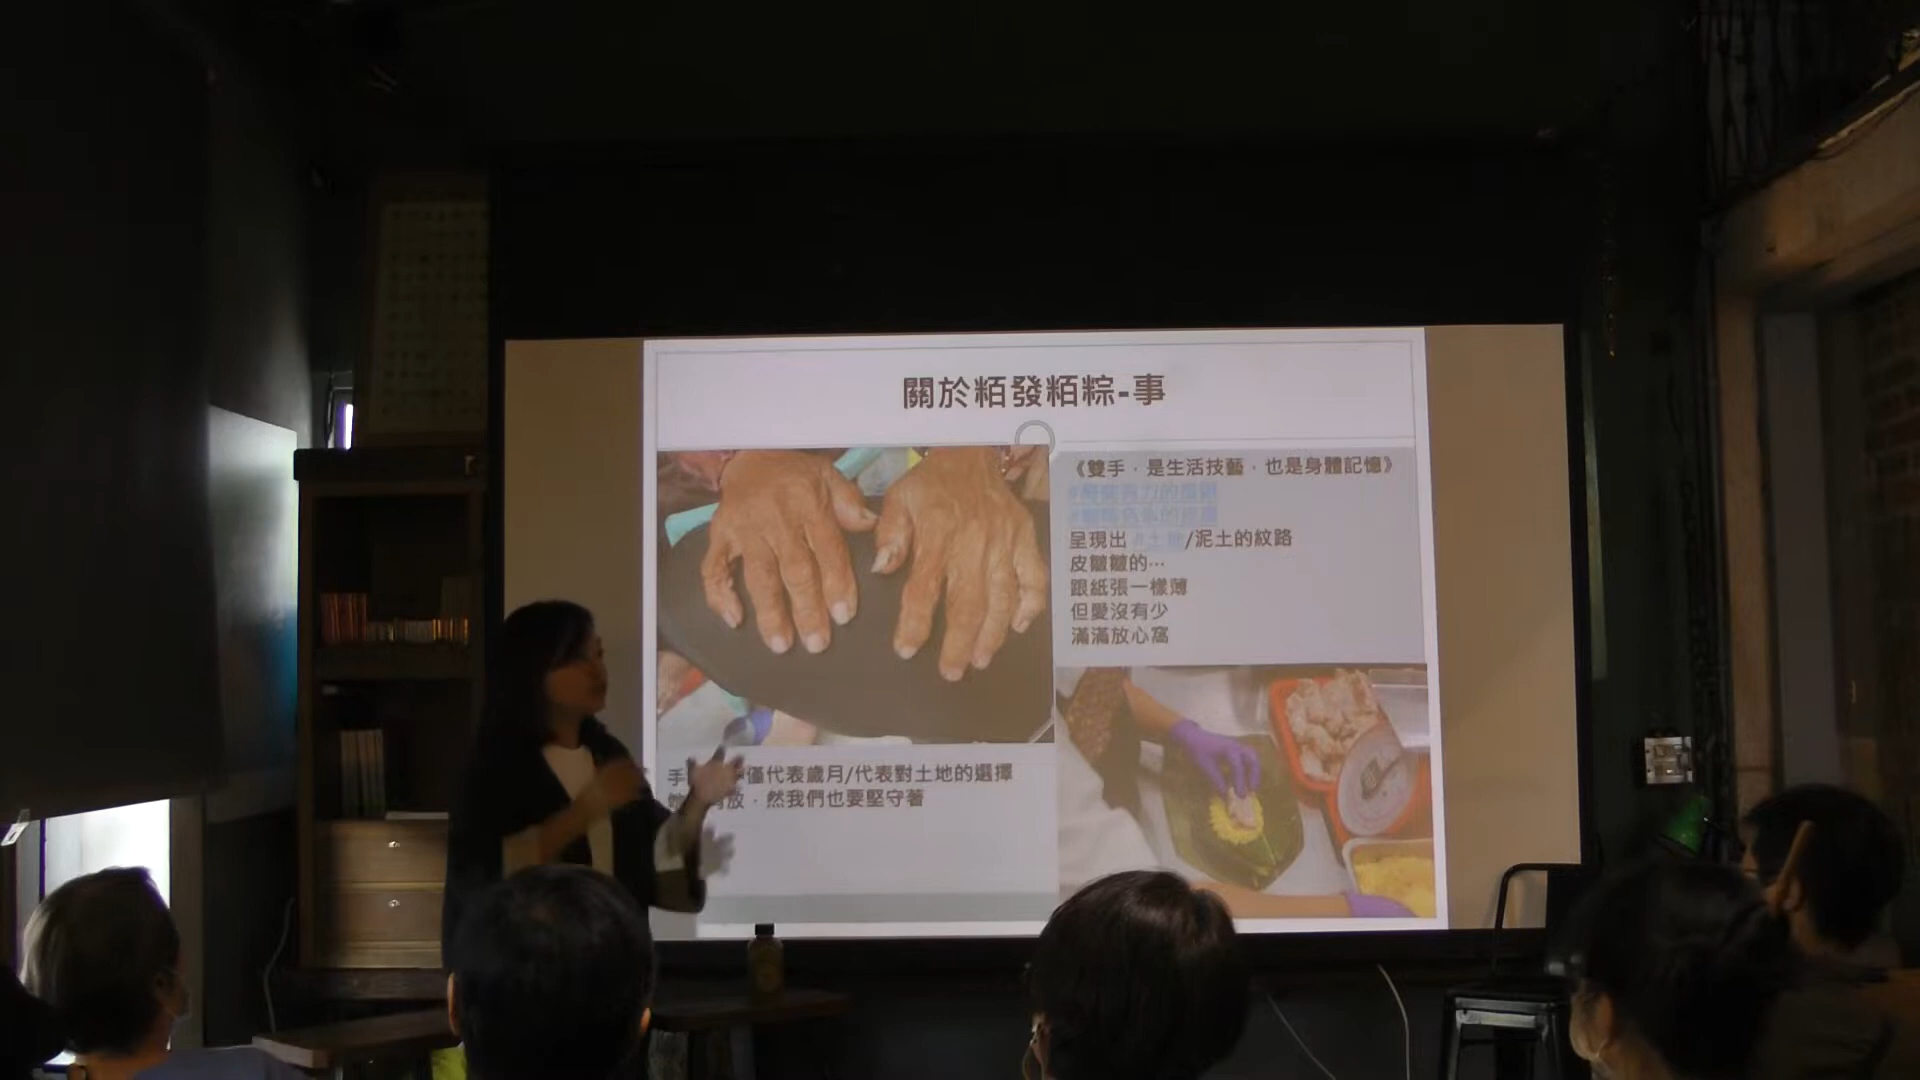 關於粨發粨粽-事
《雙手，是生活技藝，也是身體記憶》
呈現出 /泥土的紋路
皮皺皺的…
跟紙張一樣薄
但愛沒有少
滿滿放心窩
手 僅代表歲月/代表對土地的選擇
放，然我們也要堅守著